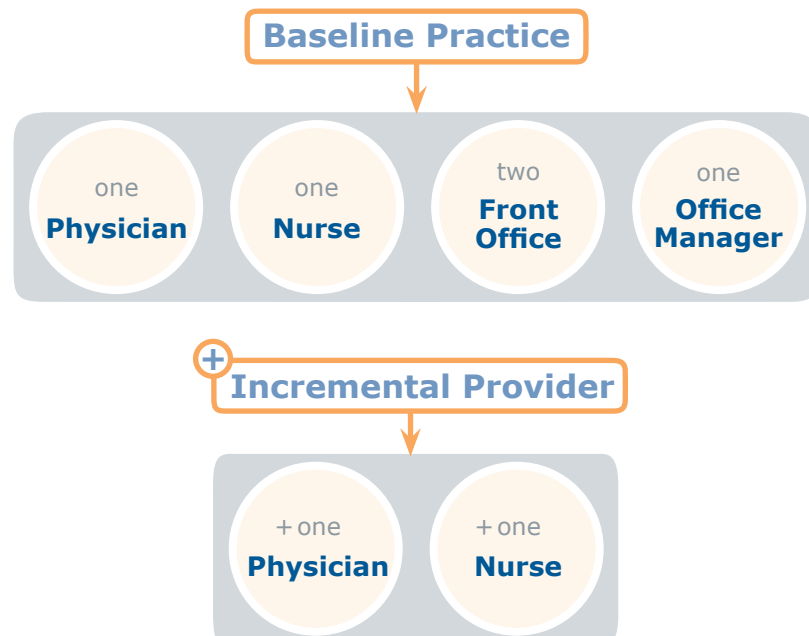 Baseline Practice
one
Physician
one
Nurse
two
Front
Office
one
Office
Manager
+
Incremental Provider
+ one
Physician
+ one
Nurse